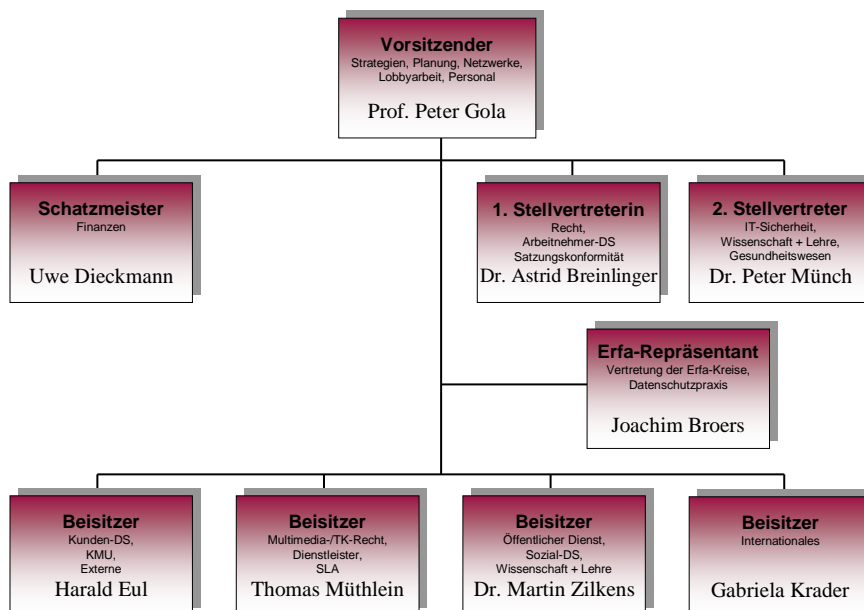 Vorsitzender
Strategien, Planung, Netzwerke,
Lobbyarbeit, Personal
Prof. Peter Gola
Schatzmeister
Finanzen
Uwe Dieckmann
1. Stellvertreterin
Recht,
Arbeitnehmer-DS
Satzungskonformität
Dr. Astrid Breinlinger
2. Stellvertreter
IT-Sicherheit,
Wissenschaft + Lehre,
Gesundheitswesen
Dr. Peter Münch
Erfa-Repräsentant
Vertretung der Erfa-Kreise,
Datenschutzpraxis
Joachim Broers
Beisitzer
Kunden-DS,
KMU,
Externe
Harald Eul
Beisitzer
Multimedia-/TK-Recht,
Dienstleister,
SLA
Thomas Müthlein
Beisitzer
Öffentlicher Dienst,
Sozial-DS,
Wissenschaft + Lehre
Dr. Martin Zilkens
Beisitzer
Internationales
Gabriela Krader